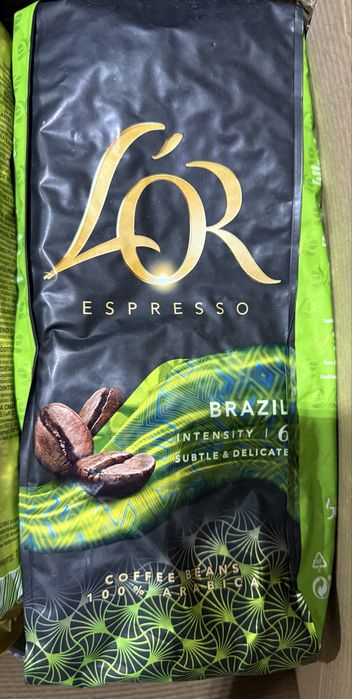 L'OR
ESPRESSO
BRAZIL
INTENSITY | 6
SUBTLE & DELICATE
COFFEE BEANS
100% ARABICA